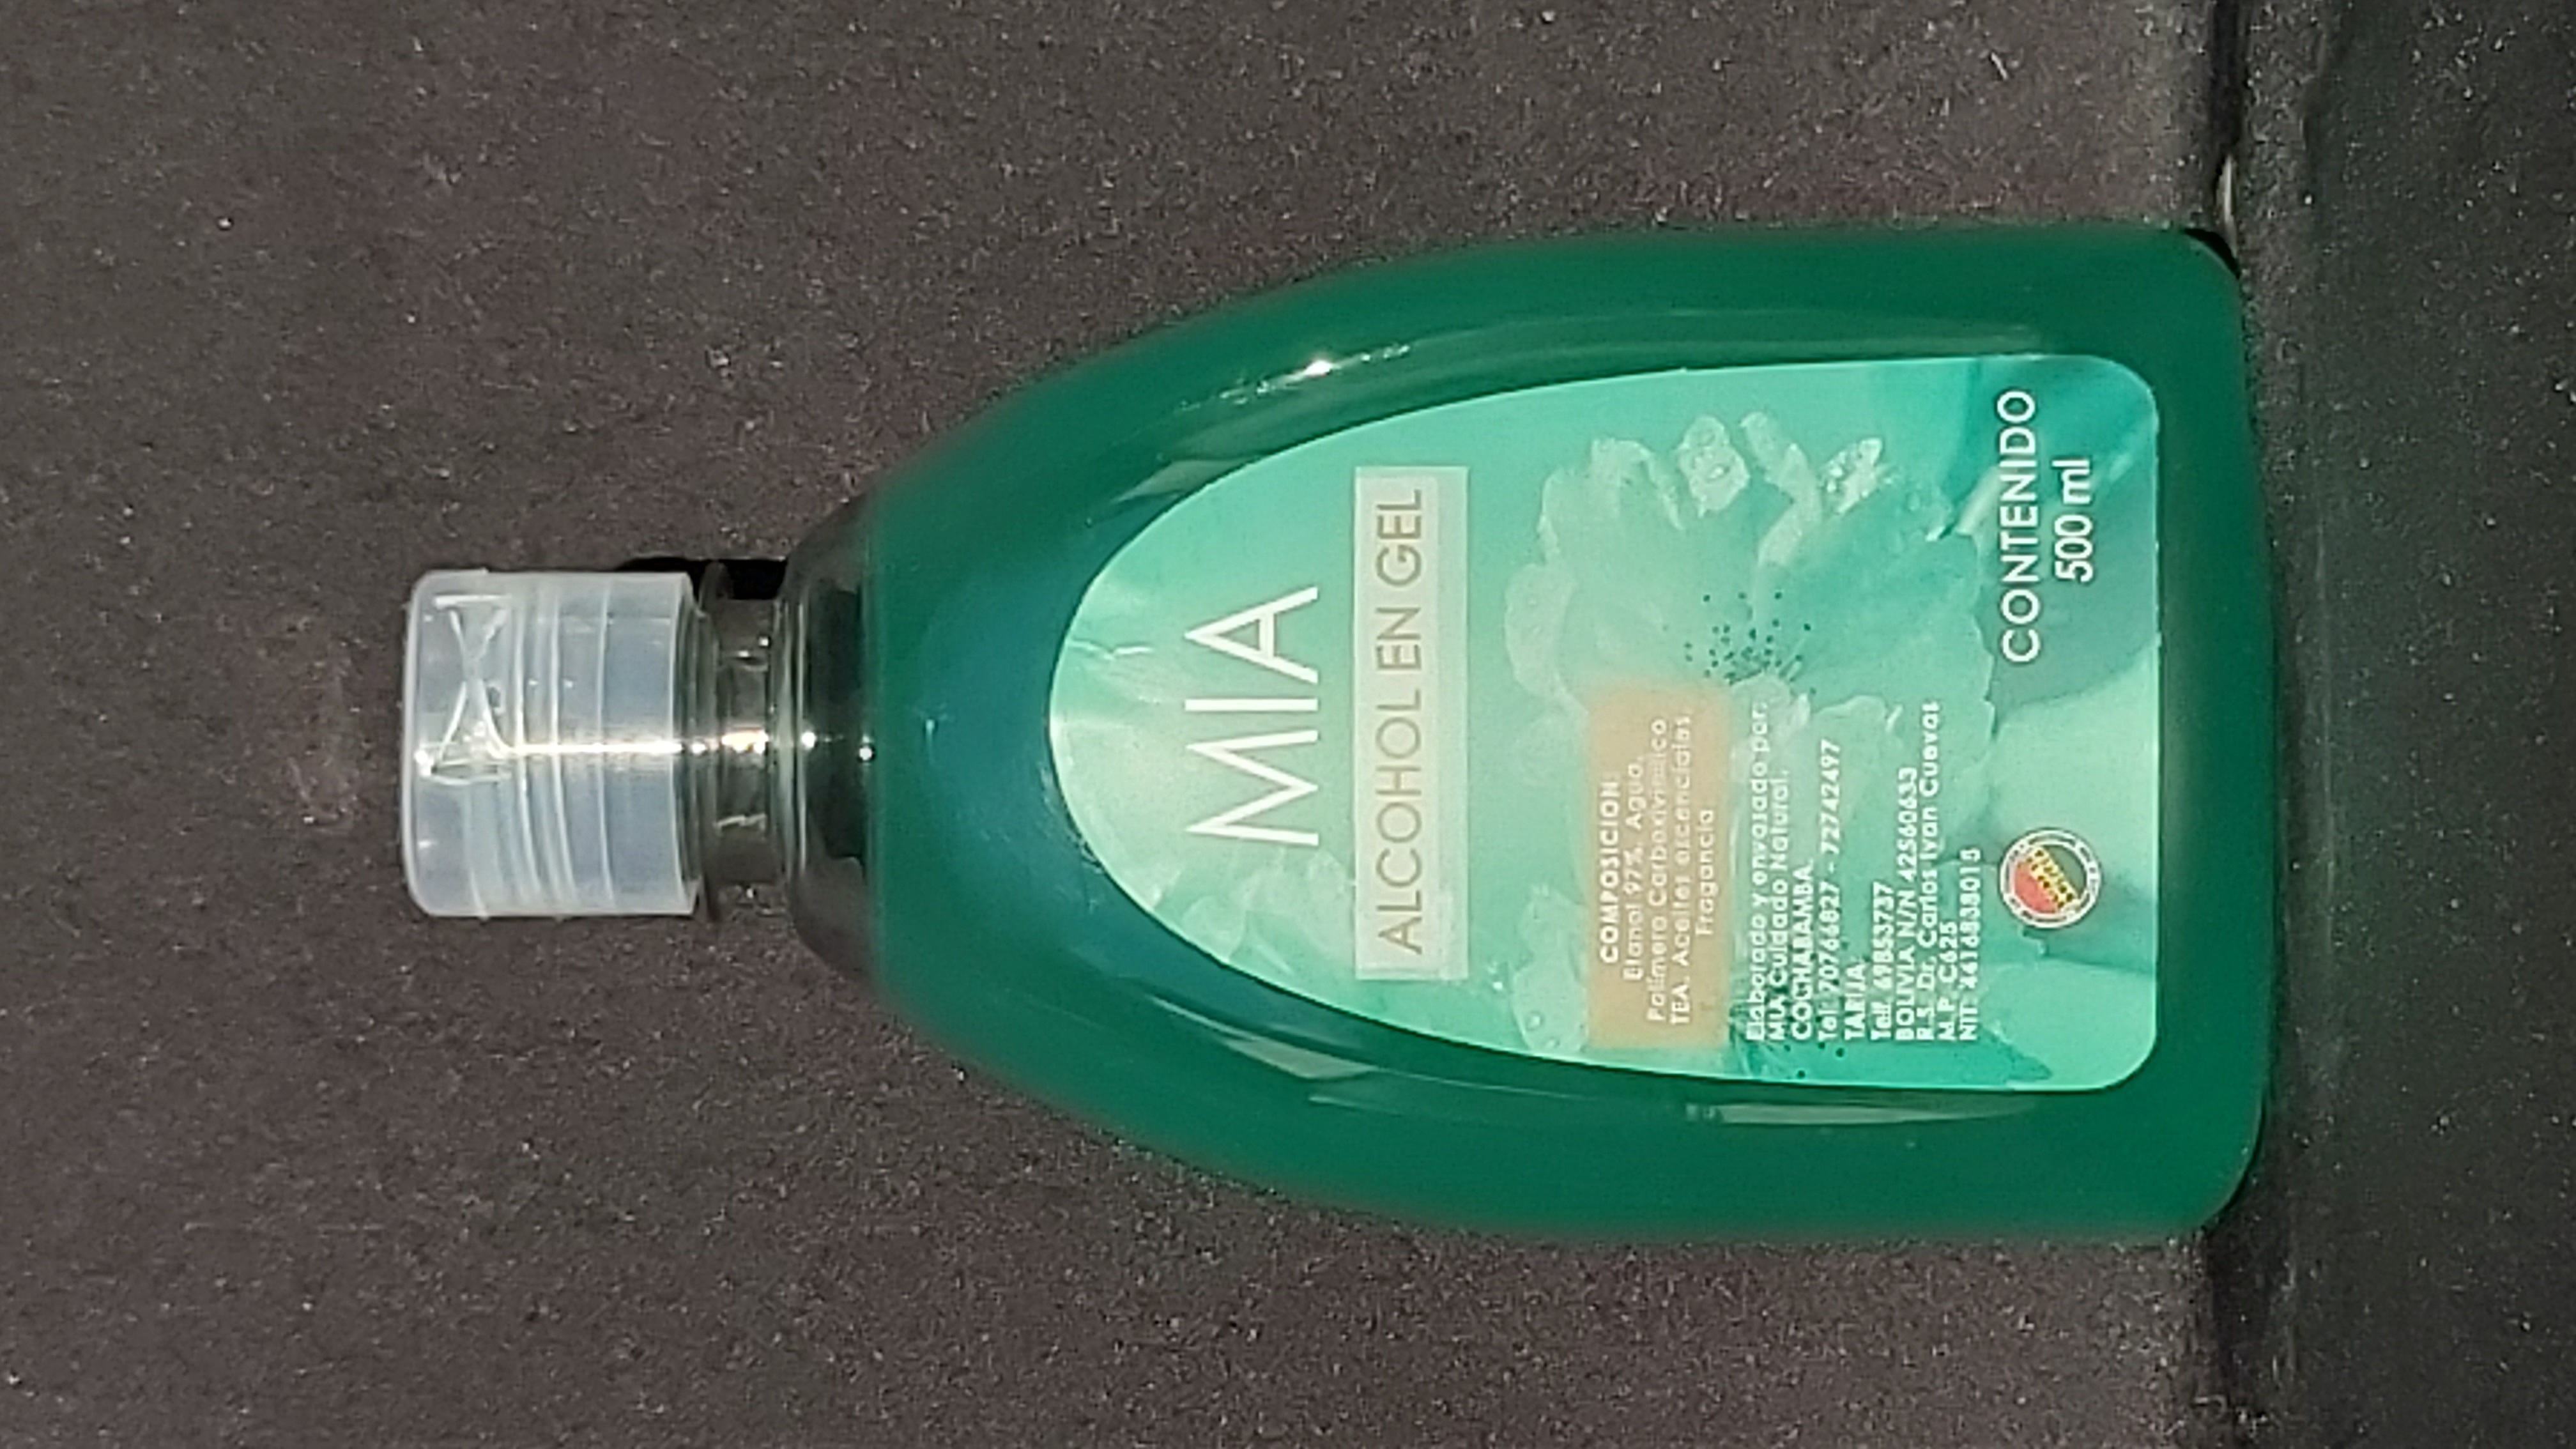 MIA
ALCOHOL EN GEL
COMPOSICION:
Etanol 97%, Agua,
Polímero Carboxivinilico
TEA, Aceites escenciales,
Fragancia
Elaborado y envasado por:
MIA Cuidado Natural.
COCHABAMBA.
Tel: 70766827 - 72742497
TARIJA:
Telf. 69853737
BOLIVIA N/N 42560633
R.S. Dr. Carlos Ivan Cuevas
M.P. C625
NIT: 4416838015
CONTENIDO
500 ml